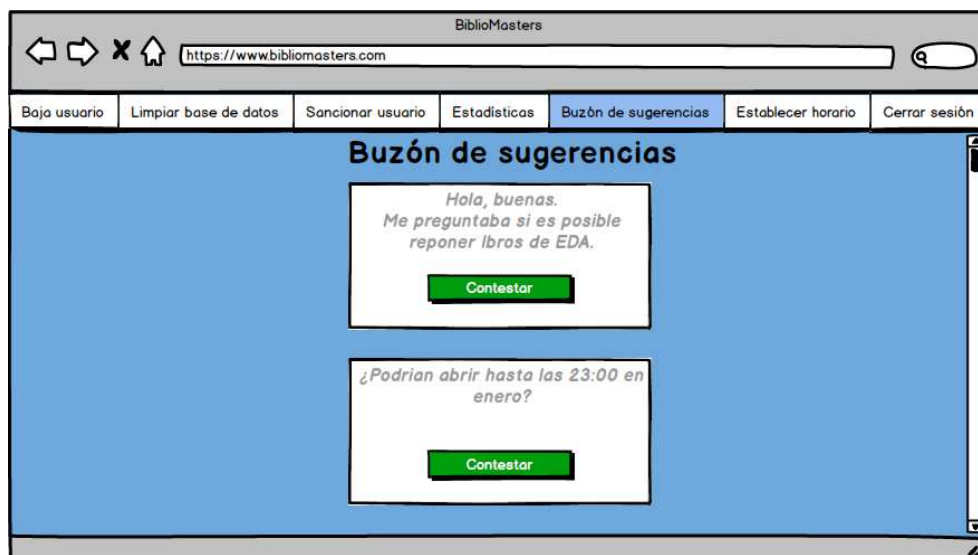 BiblioMasters
https://www.bibliomasters.com
Baja usuario Limpiar base de datos Sancionar usuario Estadísticas Buzón de sugerencias Establecer horario Cerrar sesión
Buzón de sugerencias
Hola, buenas.
Me preguntaba si es posible
reponer lbros de EDA.
Contestar
¿Podrian abrir hasta las 23:00 en
enero?
Contestar